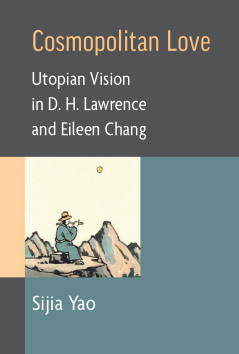 Cosmopolitan Love
Utopian Vision
in D. H. Lawrence
and Eileen Chang
Sijia Yao